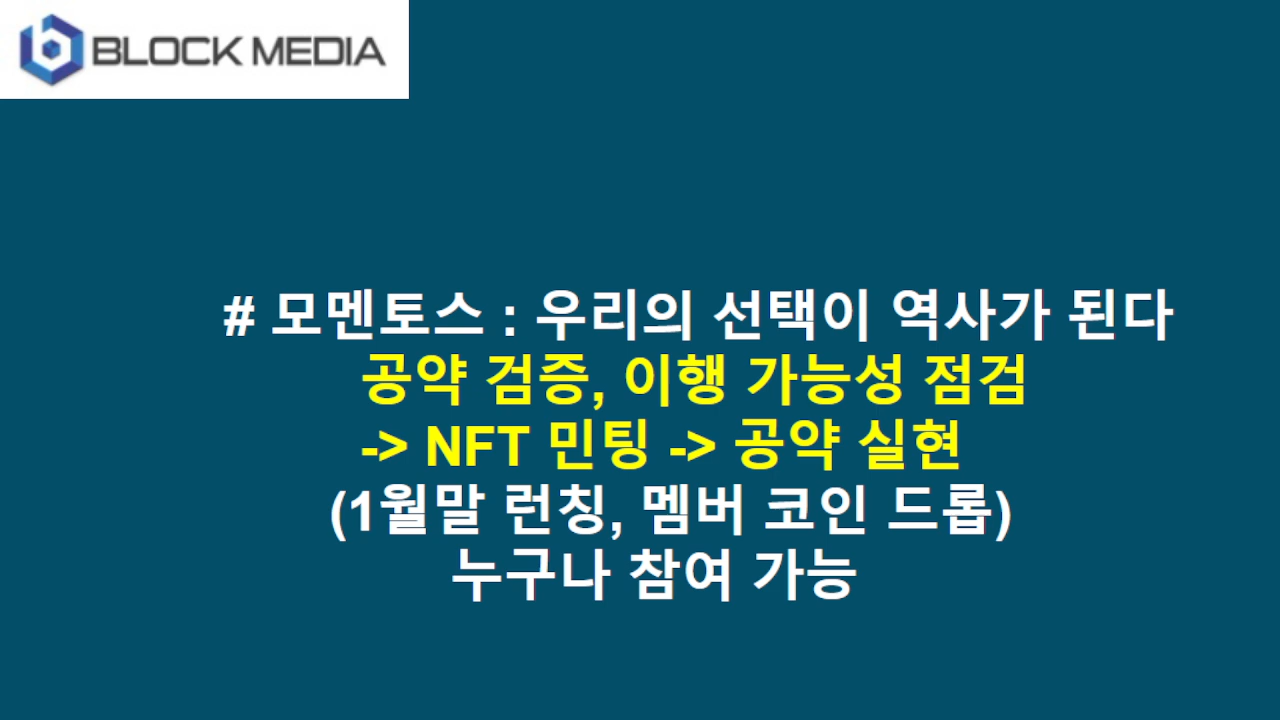 BLOCK MEDIA
# 모멘토스 : 우리의 선택이 역사가 된다
공약 검증, 이행 가능성 점검
-> NFT 민팅 -> 공약 실현
(1월말 런칭, 멤버 코인 드롭)
누구나 참여 가능